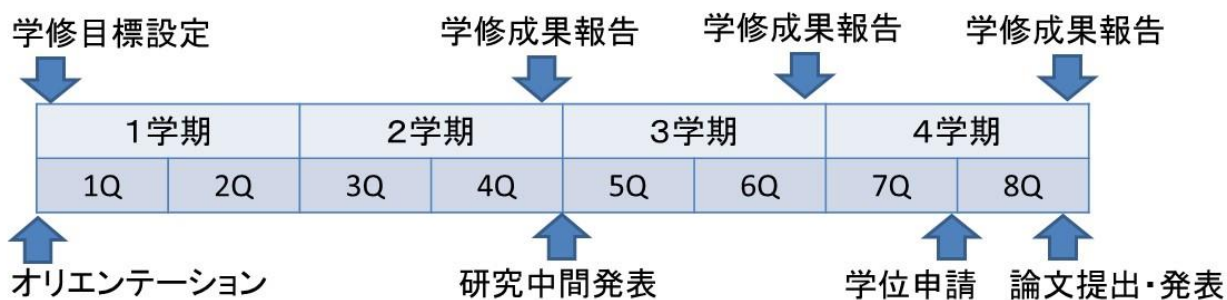 学修目標設定 学修成果報告 学修成果報告 学修成果報告
1学期 2学期 3学期 4学期
1Q 2Q 3Q 4Q 5Q 6Q 7Q 8Q
オリエンテーション 研究中間発表 学位申請 論文提出・発表